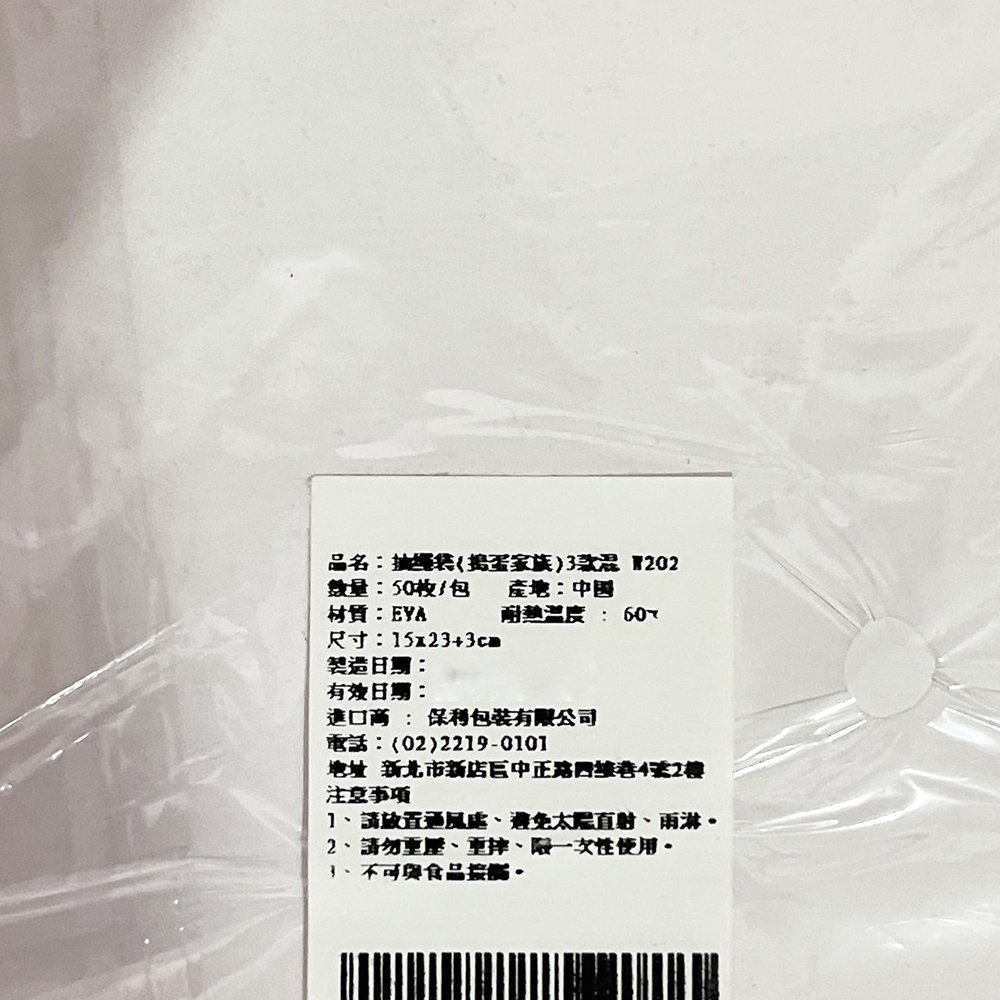 品名：抽繩袋(搗蛋家族)3款混 W202
數量：50枚/包 產地：中国
材質：EVA 耐熱溫度 : 60℃
尺寸：15x23+3cm
製造日期：
有效日期：
進口商 : 保利包裝有限公司
電話：(02)2219-0101
地址 新北市新店區中正路四維巷4號2樓
注意事項
1、請放置通風處、避免太陽直射、雨淋。
2、請勿重壓、重摔、限一次性使用。
3、不可與食品接觸。